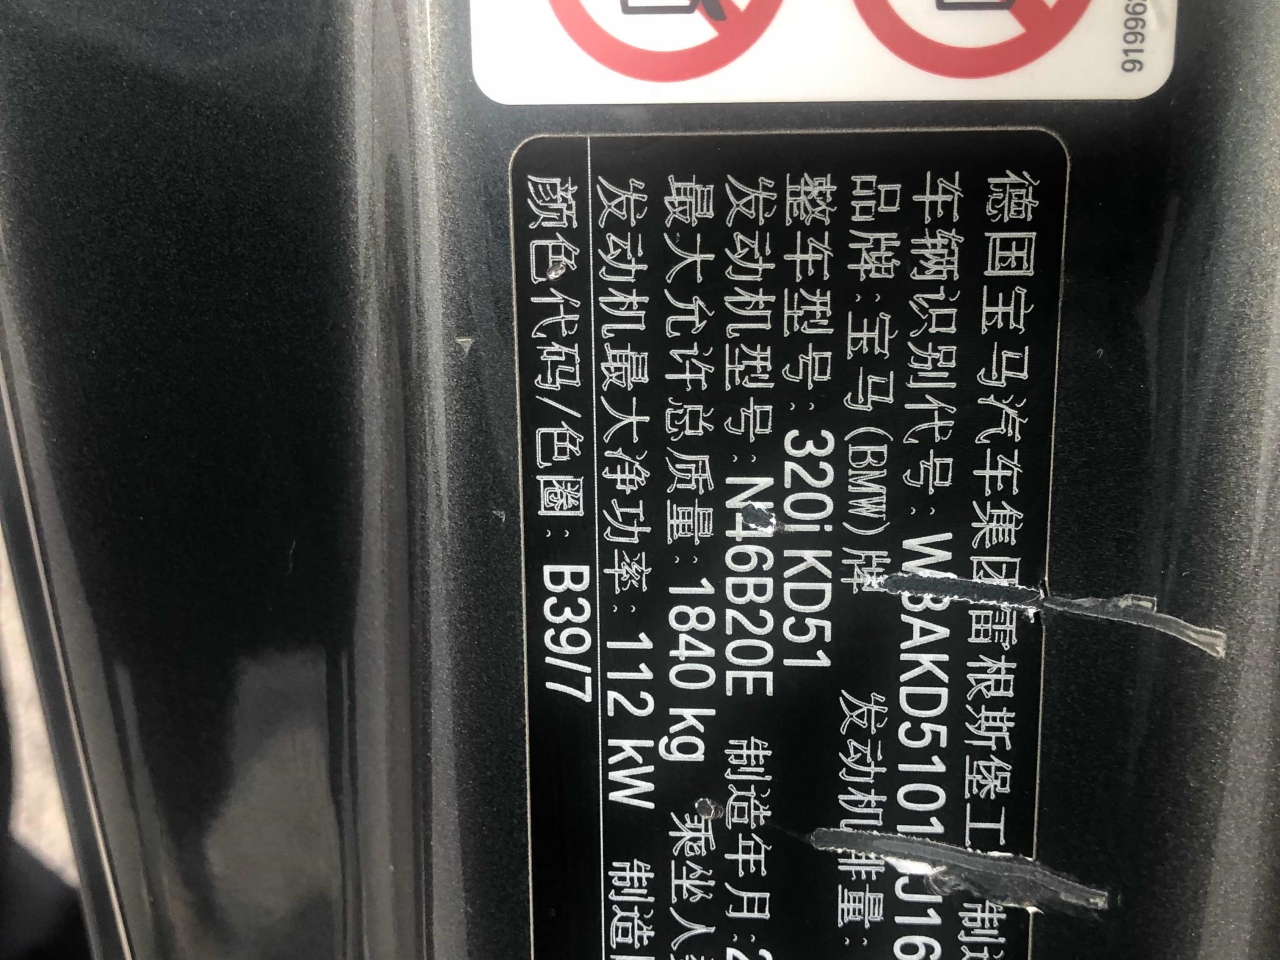 德国宝马汽车集团雷根斯堡工 制
车辆识别代号: WBAKD5101 J16
品牌:宝马(BMW)牌 发动机排量:
整车型号: 320i KD51
发动机型号: N46B20E 制造年月:2
最大允许总质量: 1840 kg 乘坐人
发动机最大净功率: 112 kW 制造
颜色代码/色圈: B39/7